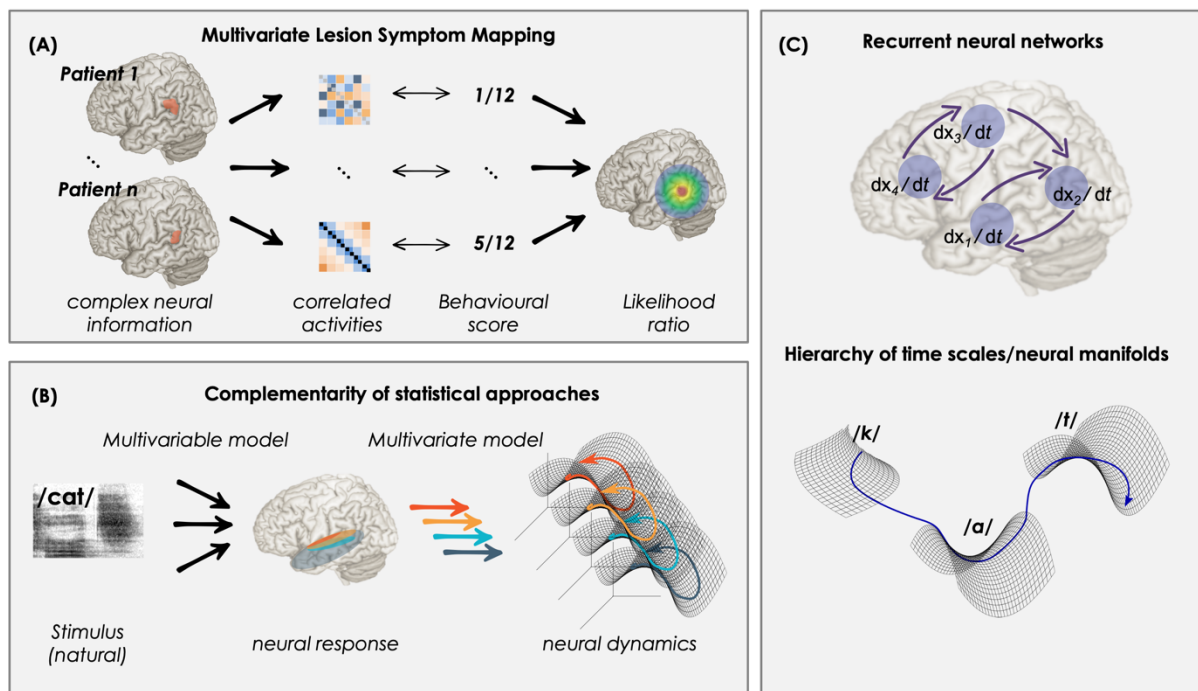 (A)
Multivariate Lesion Symptom Mapping
Patient 1
1/12
Patient n
5/12
complex neural
information
correlated
activities
Behavioural
score
Likelihood
ratio
(B)
Complementarity of statistical approaches
Multivariable model
Multivariate model
/cat/
Stimulus
(natural)
neural response
neural dynamics
(C)
Recurrent neural networks
dx3/dt
dx4/dt
dx2/dt
dx1/dt
Hierarchy of time scales/neural manifolds
/k/
/t/
/a/